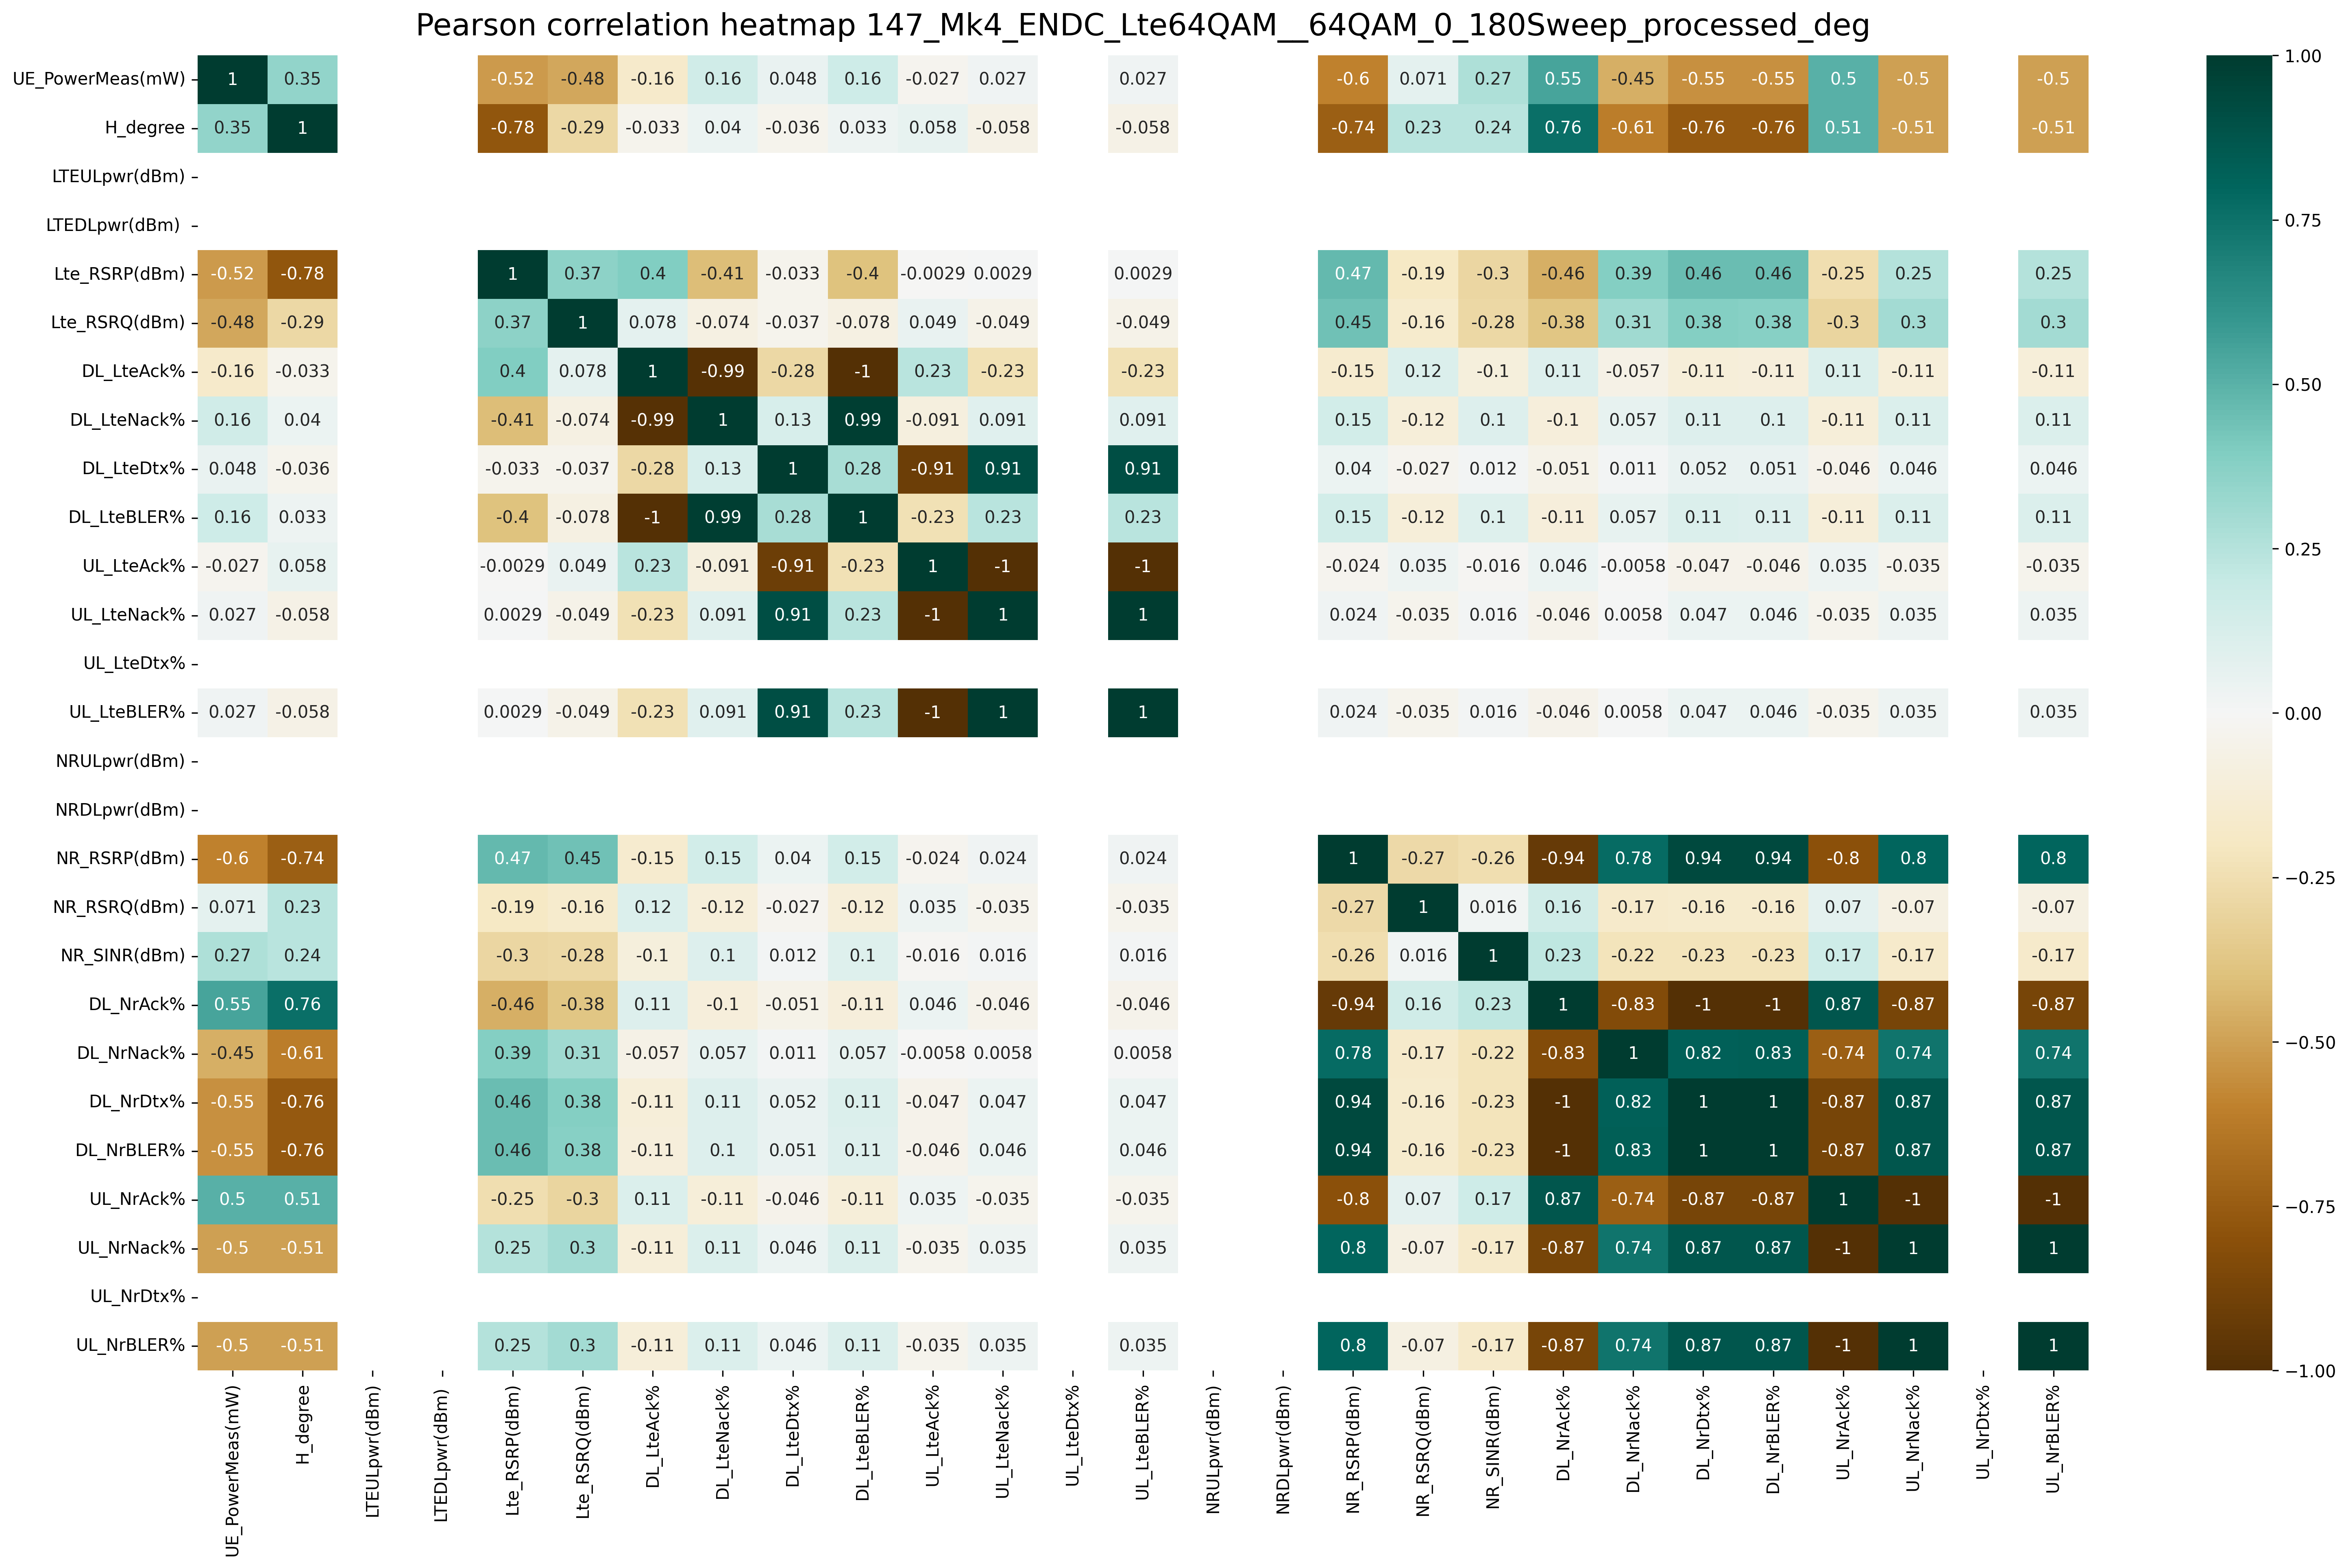 Pearson correlation heatmap 147_Mk4_ENDC_Lte64QAM__64QAM_0_180Sweep_processed_deg
UE_PowerMeas(mW) 1 0.35 -0.52 -0.48 -0.16 0.16 0.048 0.16 -0.027 0.027 0.027 -0.6 0.071 0.27 0.55 -0.45 -0.55 -0.55 0.5 -0.5 -0.5
H_degree 0.35 1 -0.78 -0.29 -0.033 0.04 -0.036 0.033 0.058 -0.058 -0.058 -0.74 0.23 0.24 0.76 -0.61 -0.76 -0.76 0.51 -0.51 -0.51
LTEULpwr(dBm)
LTEDLpwr(dBm)
Lte_RSRP(dBm) -0.52 -0.78 1 0.37 0.4 -0.41 -0.033 -0.4 -0.0029 0.0029 0.0029 0.47 -0.19 -0.3 -0.46 0.39 0.46 0.46 -0.25 0.25 0.25
Lte_RSRQ(dBm) -0.48 -0.29 0.37 1 0.078 -0.074 -0.037 -0.078 0.049 -0.049 -0.049 0.45 -0.16 -0.28 -0.38 0.31 0.38 0.38 -0.3 0.3 0.3
DL_LteAck% -0.16 -0.033 0.4 0.078 1 -0.99 -0.28 -1 0.23 -0.23 -0.23 -0.15 0.12 -0.1 0.11 -0.057 -0.11 -0.11 0.11 -0.11 -0.11
DL_LteNack% 0.16 0.04 -0.41 -0.074 -0.99 1 0.13 0.99 -0.091 0.091 0.091 0.15 -0.12 0.1 -0.1 0.057 0.11 0.1 -0.11 0.11 0.11
DL_LteDtx% 0.048 -0.036 -0.033 -0.037 -0.28 0.13 1 0.28 -0.91 0.91 0.91 0.04 -0.027 0.012 -0.051 0.011 0.052 0.051 -0.046 0.046 0.046
DL_LteBLER% 0.16 0.033 -0.4 -0.078 -1 0.99 0.28 1 -0.23 0.23 0.23 0.15 -0.12 0.1 -0.11 0.057 0.11 0.11 -0.11 0.11 0.11
UL_LteAck% -0.027 0.058 -0.0029 0.049 0.23 -0.091 -0.91 -0.23 1 -1 -1 -0.024 0.035 -0.016 0.046 -0.0058 -0.047 -0.046 0.035 -0.035 -0.035
UL_LteNack% 0.027 -0.058 0.0029 -0.049 -0.23 0.091 0.91 0.23 -1 1 1 0.024 -0.035 0.016 -0.046 0.0058 0.047 0.046 -0.035 0.035 0.035
UL_LteDtx%
UL_LteBLER% 0.027 -0.058 0.0029 -0.049 -0.23 0.091 0.91 0.23 -1 1 1 0.024 -0.035 0.016 -0.046 0.0058 0.047 0.046 -0.035 0.035 0.035
NRULpwr(dBm)
NRDLpwr(dBm)
NR_RSRP(dBm) -0.6 -0.74 0.47 0.45 -0.15 0.15 0.04 0.15 -0.024 0.024 0.024 1 -0.27 -0.26 -0.94 0.78 0.94 0.94 -0.8 0.8 0.8
NR_RSRQ(dBm) 0.071 0.23 -0.19 -0.16 0.12 -0.12 -0.027 -0.12 0.035 -0.035 -0.035 -0.27 1 0.016 0.16 -0.17 -0.16 -0.16 0.07 -0.07 -0.07
NR_SINR(dBm) 0.27 0.24 -0.3 -0.28 -0.1 0.1 0.012 0.1 -0.016 0.016 0.016 -0.26 0.016 1 0.23 -0.22 -0.23 -0.23 0.17 -0.17 -0.17
DL_NrAck% 0.55 0.76 -0.46 -0.38 0.11 -0.1 -0.051 -0.11 0.046 -0.046 -0.046 -0.94 0.16 0.23 1 -0.83 -1 -1 0.87 -0.87 -0.87
DL_NrNack% -0.45 -0.61 0.39 0.31 -0.057 0.057 0.011 0.057 -0.0058 0.0058 0.0058 0.78 -0.17 -0.22 -0.83 1 0.82 0.83 -0.74 0.74 0.74
DL_NrDtx% -0.55 -0.76 0.46 0.38 -0.11 0.11 0.052 0.11 -0.047 0.047 0.047 0.94 -0.16 -0.23 -1 0.82 1 1 -0.87 0.87 0.87
DL_NrBLER% -0.55 -0.76 0.46 0.38 -0.11 0.1 0.051 0.11 -0.046 0.046 0.046 0.94 -0.16 -0.23 -1 0.83 1 1 -0.87 0.87 0.87
UL_NrAck% 0.5 0.51 -0.25 -0.3 0.11 -0.11 -0.046 -0.11 0.035 -0.035 -0.035 -0.8 0.07 0.17 0.87 -0.74 -0.87 -0.87 1 -1 -1
UL_NrNack% -0.5 -0.51 0.25 0.3 -0.11 0.11 0.046 0.11 -0.035 0.035 0.035 0.8 -0.07 -0.17 -0.87 0.74 0.87 0.87 -1 1 1
UL_NrDtx%
UL_NrBLER% -0.5 -0.51 0.25 0.3 -0.11 0.11 0.046 0.11 -0.035 0.035 0.035 0.8 -0.07 -0.17 -0.87 0.74 0.87 0.87 -1 1 1
UE_PowerMeas(mW)
H_degree
LTEULpwr(dBm)
LTEDLpwr(dBm)
Lte_RSRP(dBm)
Lte_RSRQ(dBm)
DL_LteAck%
DL_LteNack%
DL_LteDtx%
DL_LteBLER%
UL_LteAck%
UL_LteNack%
UL_LteDtx%
UL_LteBLER%
NRULpwr(dBm)
NRDLpwr(dBm)
NR_RSRP(dBm)
NR_RSRQ(dBm)
NR_SINR(dBm)
DL_NrAck%
DL_NrNack%
DL_NrDtx%
DL_NrBLER%
UL_NrAck%
UL_NrNack%
UL_NrDtx%
UL_NrBLER%
1.00
0.75
0.50
0.25
0.00
−0.25
−0.50
−0.75
−1.00